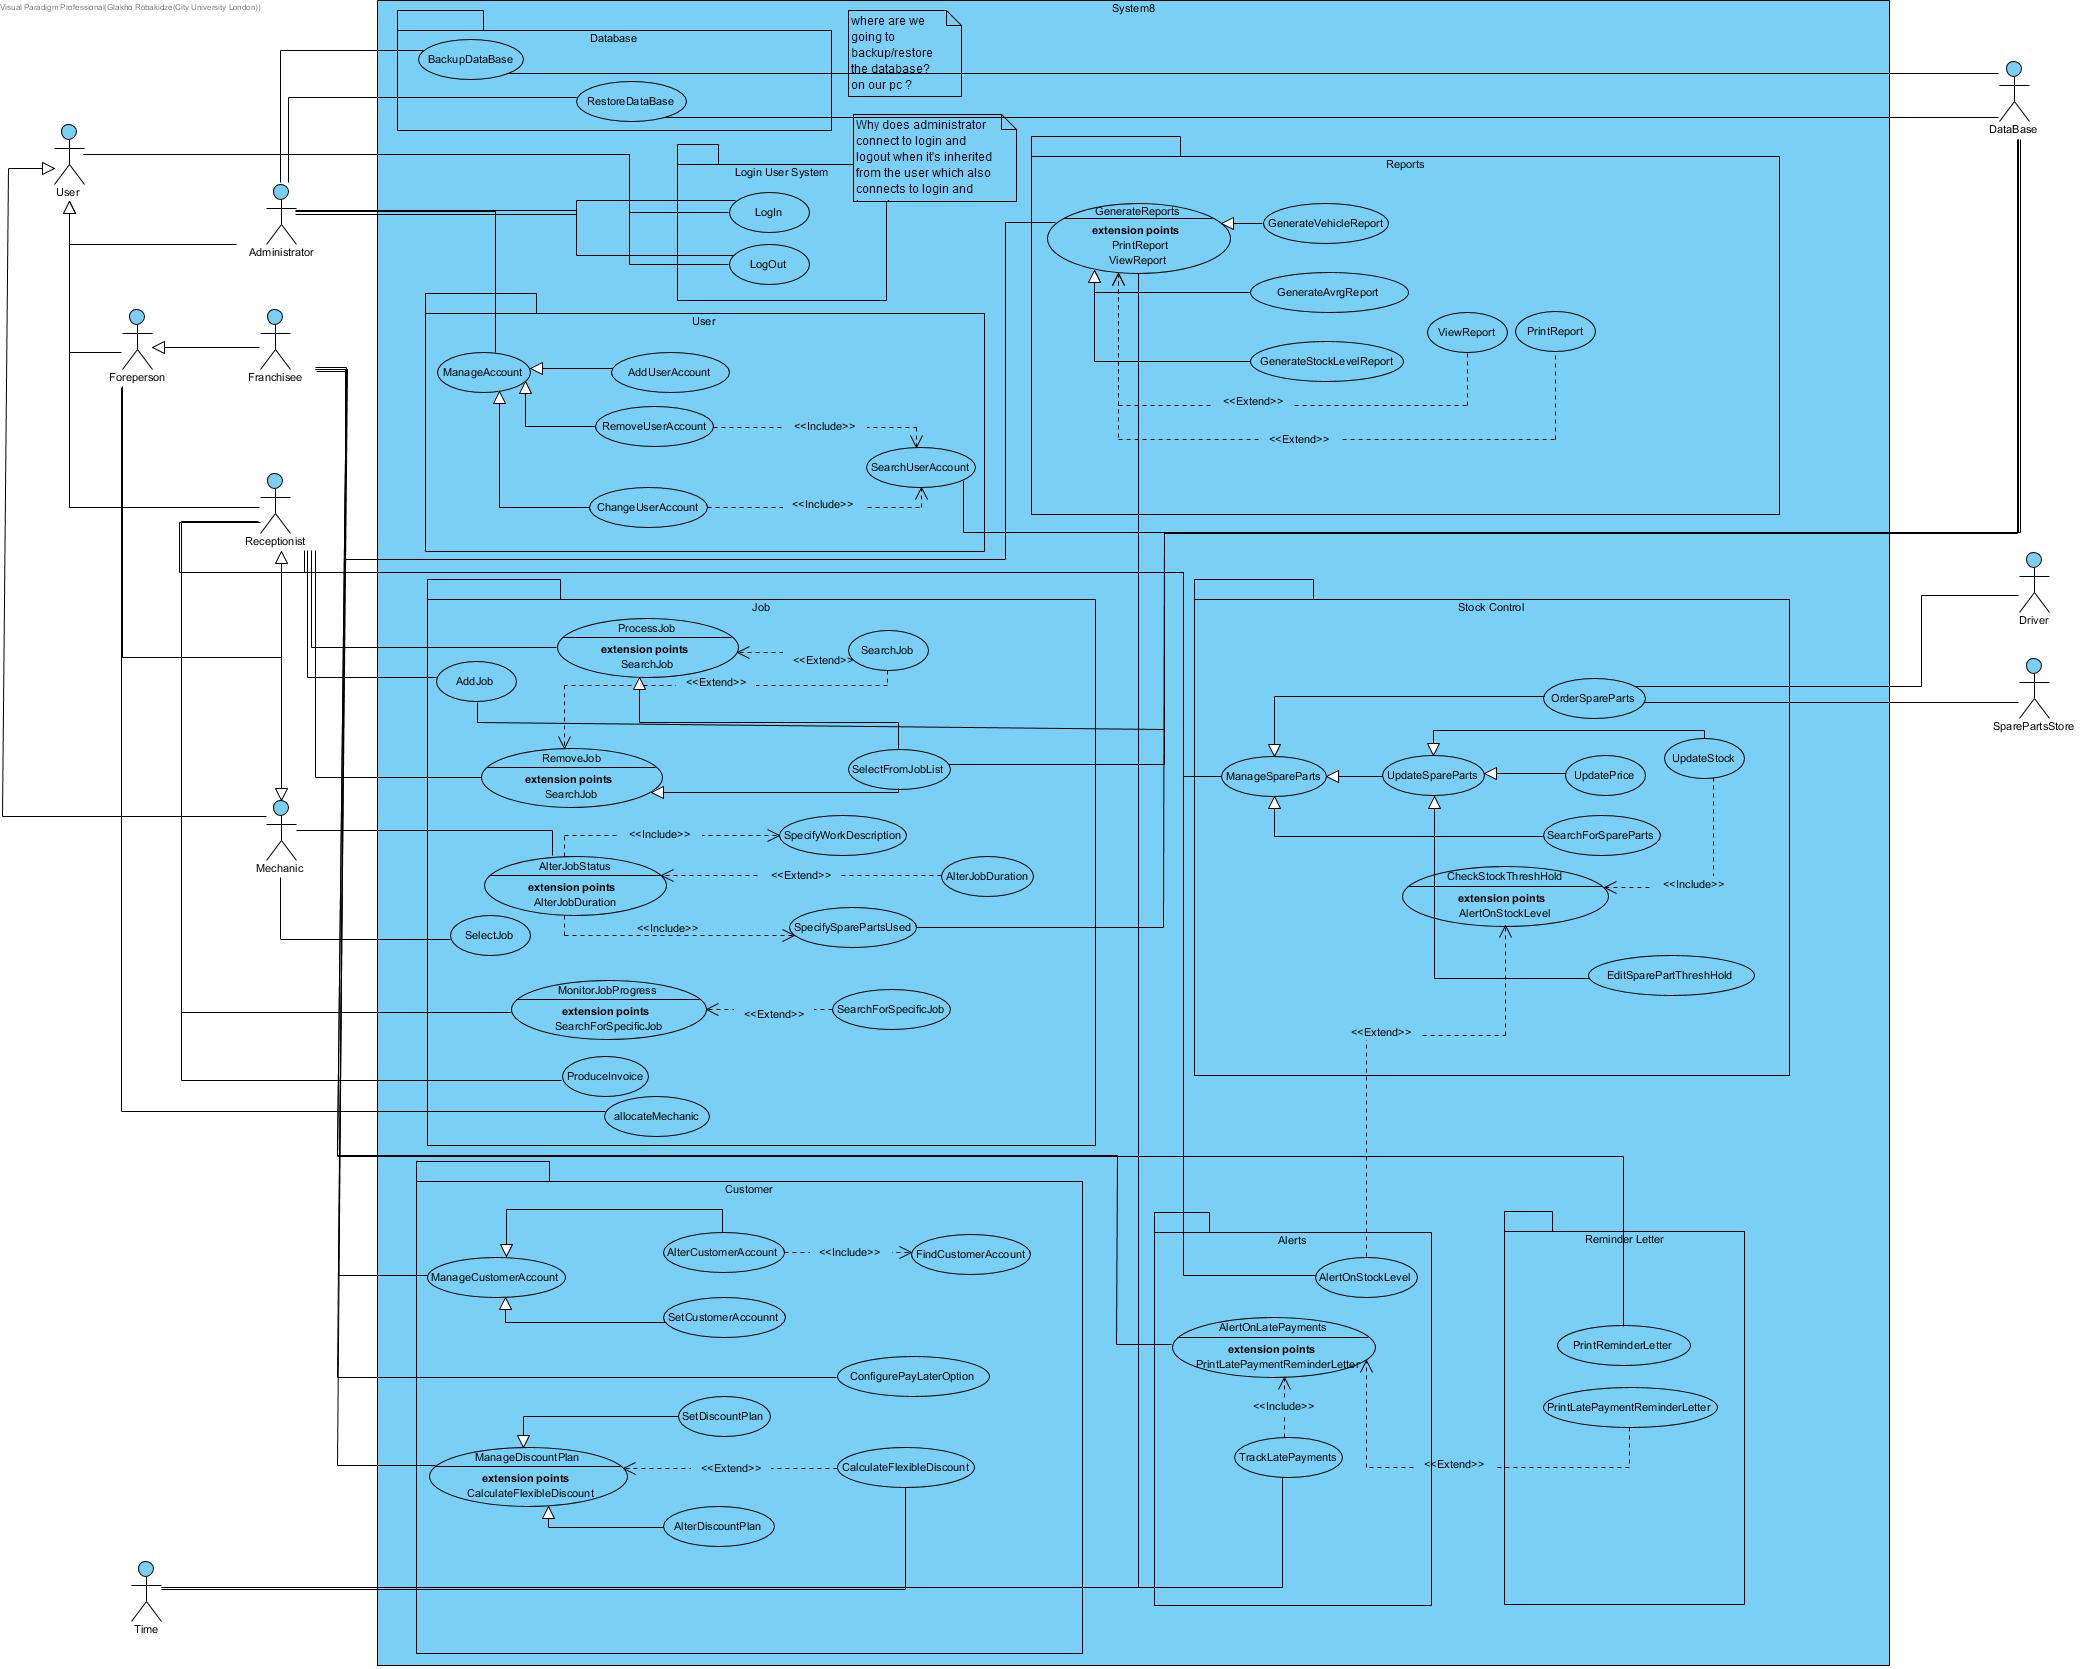 Visual Paradigm Professional(Glakho Robakidze(City University London))
System8
Database
BackupDataBase
RestoreDataBase
where are we
going to
backup/restore
the database?
on our pc ?
DataBase
User
Administrator
Login User System
LogIn
LogOut
Why does administrator
connect to login and
logout when it's inherited
from the user which also
connects to login and
Reports
GenerateReports
extension points
PrintReport
ViewReport
GenerateVehicleReport
GenerateAvrgReport
GenerateStockLevelReport
ViewReport
PrintReport
<<Extend>>
<<Extend>>
Foreperson
Franchisee
User
ManageAccount
AddUserAccount
RemoveUserAccount
<<Include>>
SearchUserAccount
ChangeUserAccount
<<Include>>
Receptionist
Driver
SparePartsStore
Job
ProcessJob
extension points
SearchJob
<<Extend>>
SearchJob
<<Extend>>
AddJob
RemoveJob
extension points
SearchJob
SelectFromJobList
Mechanic
<<Include>>
SpecifyWorkDescription
AlterJobStatus
extension points
AlterJobDuration
<<Extend>>
AlterJobDuration
<<Include>>
SpecifySparePartsUsed
SelectJob
MonitorJobProgress
extension points
SearchForSpecificJob
<<Extend>>
SearchForSpecificJob
ProduceInvoice
allocateMechanic
Stock Control
OrderSpareParts
ManageSpareParts
UpdateSpareParts
UpdatePrice
UpdateStock
SearchForSpareParts
CheckStockThreshHold
extension points
AlertOnStockLevel
<<Include>>
EditSparePartThreshHold
<<Extend>>
Customer
AlterCustomerAccount
<<Include>>
FindCustomerAccount
ManageCustomerAccount
SetCustomerAccounnt
ConfigurePayLaterOption
SetDiscountPlan
ManageDiscountPlan
extension points
CalculateFlexibleDiscount
<<Extend>>
CalculateFlexibleDiscount
AlterDiscountPlan
Alerts
AlertOnStockLevel
AlertOnLatePayments
extension points
PrintLatePaymentReminderLetter
<<Include>>
TrackLatePayments
Reminder Letter
PrintReminderLetter
PrintLatePaymentReminderLetter
<<Extend>>
Time